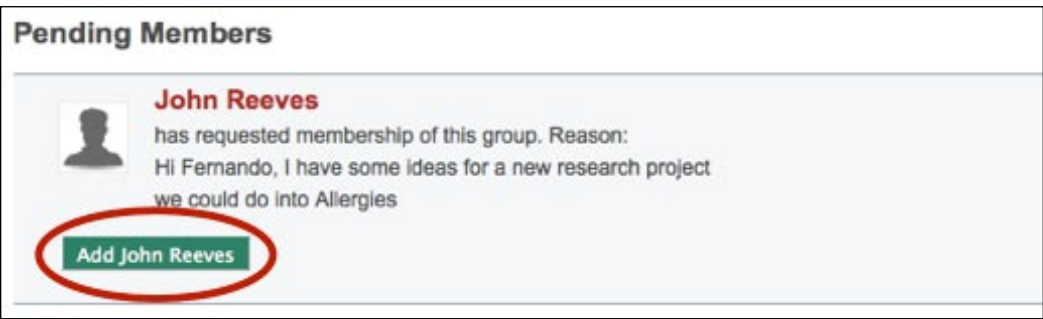 Pending Members
John Reeves
has requested membership of this group. Reason:
Hi Fernando, I have some ideas for a new research project
we could do into Allergies
Add John Reeves